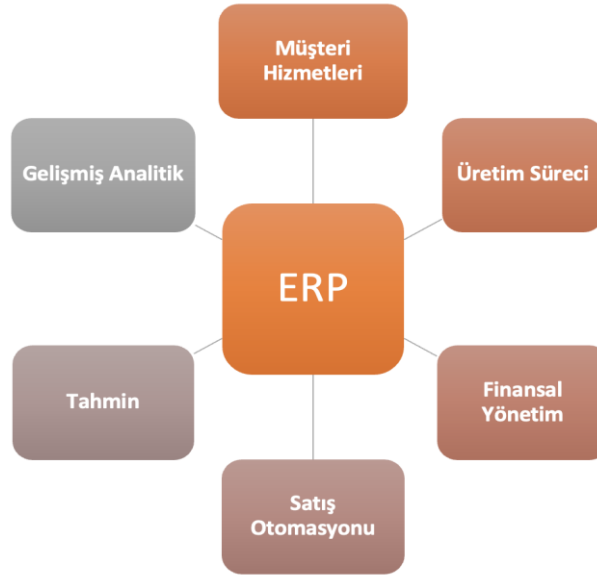 Müşteri
Hizmetleri
Gelişmiş Analitik
Üretim Süreci
ERP
Tahmin
Finansal
Yönetim
Satış
Otomasyonu